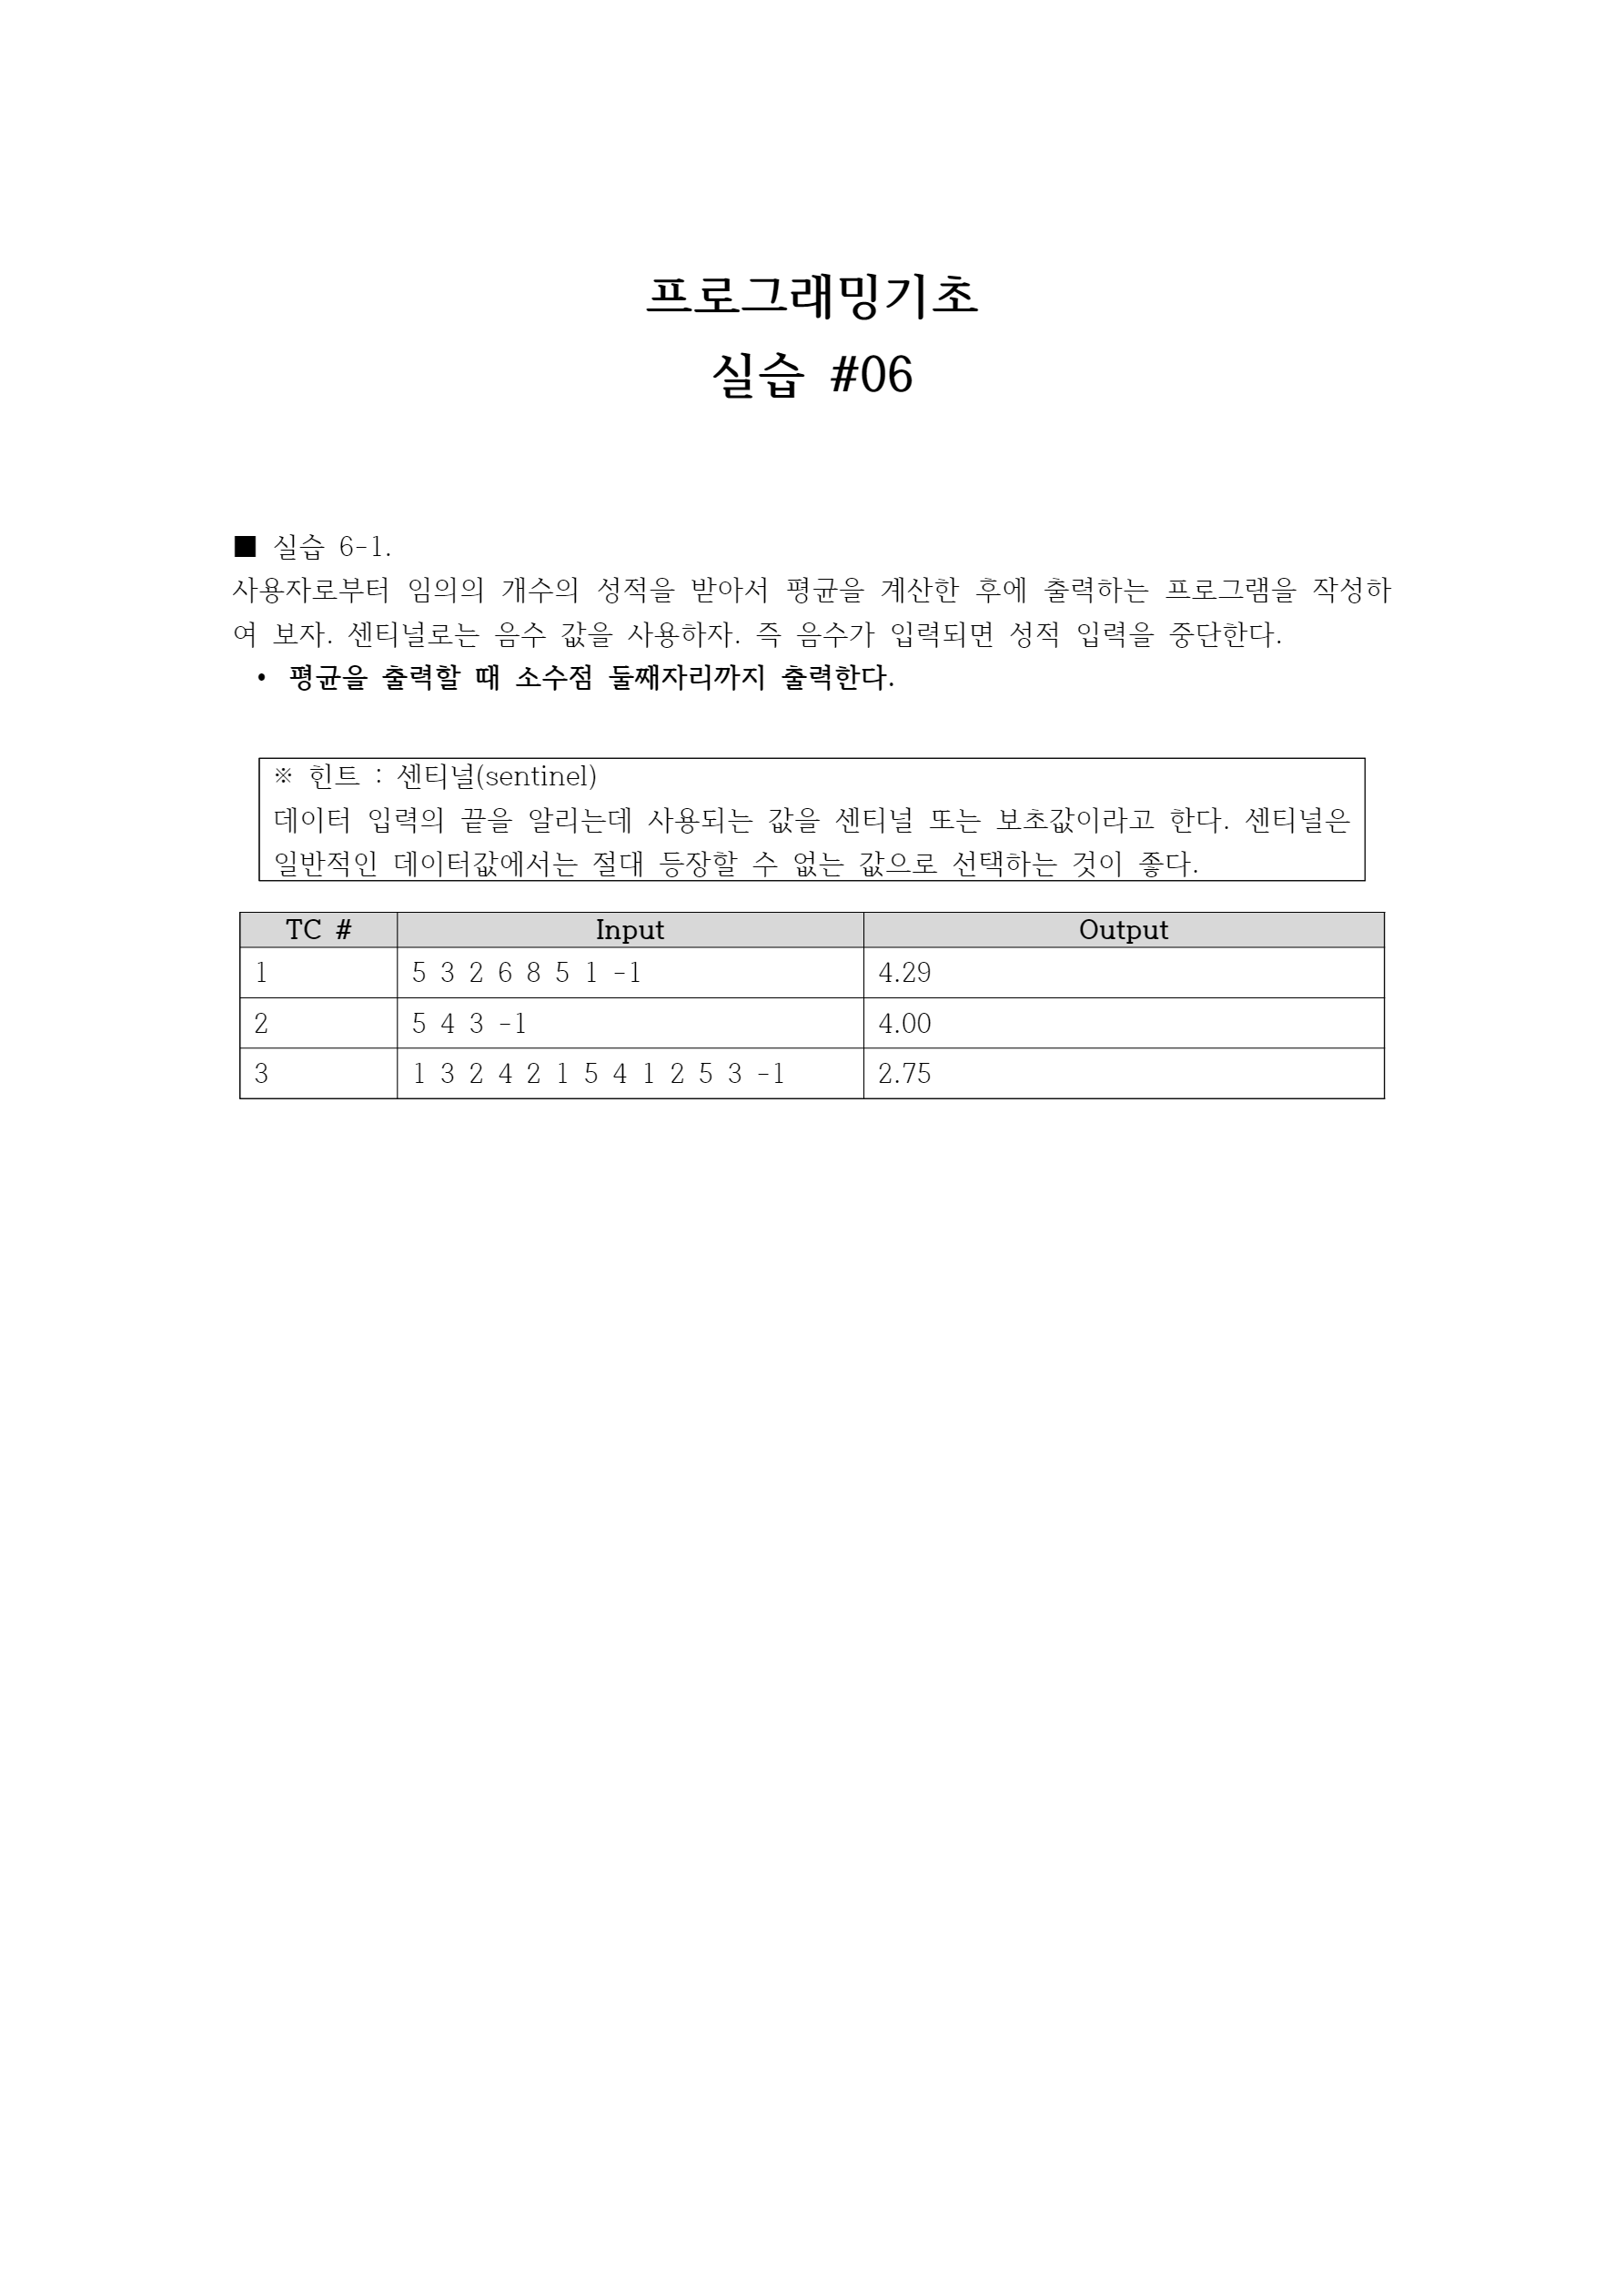 프로그래밍기초
실습 #06
■ 실습 6-1.
사용자로부터 임의의 개수의 성적을 받아서 평균을 계산한 후에 출력하는 프로그램을 작성하
여 보자. 센티널로는 음수 값을 사용하자. 즉 음수가 입력되면 성적 입력을 중단한다.
• 평균을 출력할 때 소수점 둘째자리까지 출력한다.
※ 힌트 : 센티널(sentinel)
데이터 입력의 끝을 알리는데 사용되는 값을 센티널 또는 보초값이라고 한다. 센티널은
일반적인 데이터값에서는 절대 등장할 수 없는 값으로 선택하는 것이 좋다.
TC # Input Output
1 5 3 2 6 8 5 1 -1 4.29
2 5 4 3 -1 4.00
3 1 3 2 4 2 1 5 4 1 2 5 3 -1 2.75